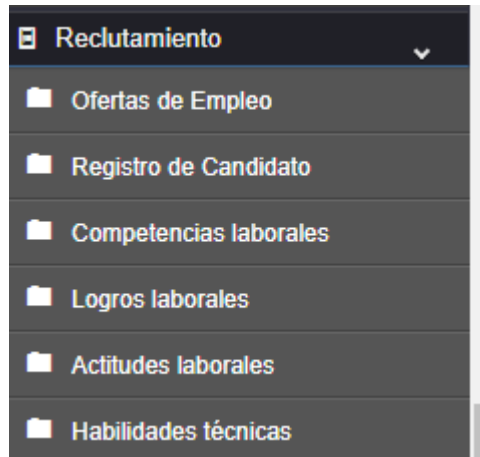 Reclutamiento
Ofertas de Empleo
Registro de Candidato
Competencias laborales
Logros laborales
Actitudes laborales
Habilidades técnicas